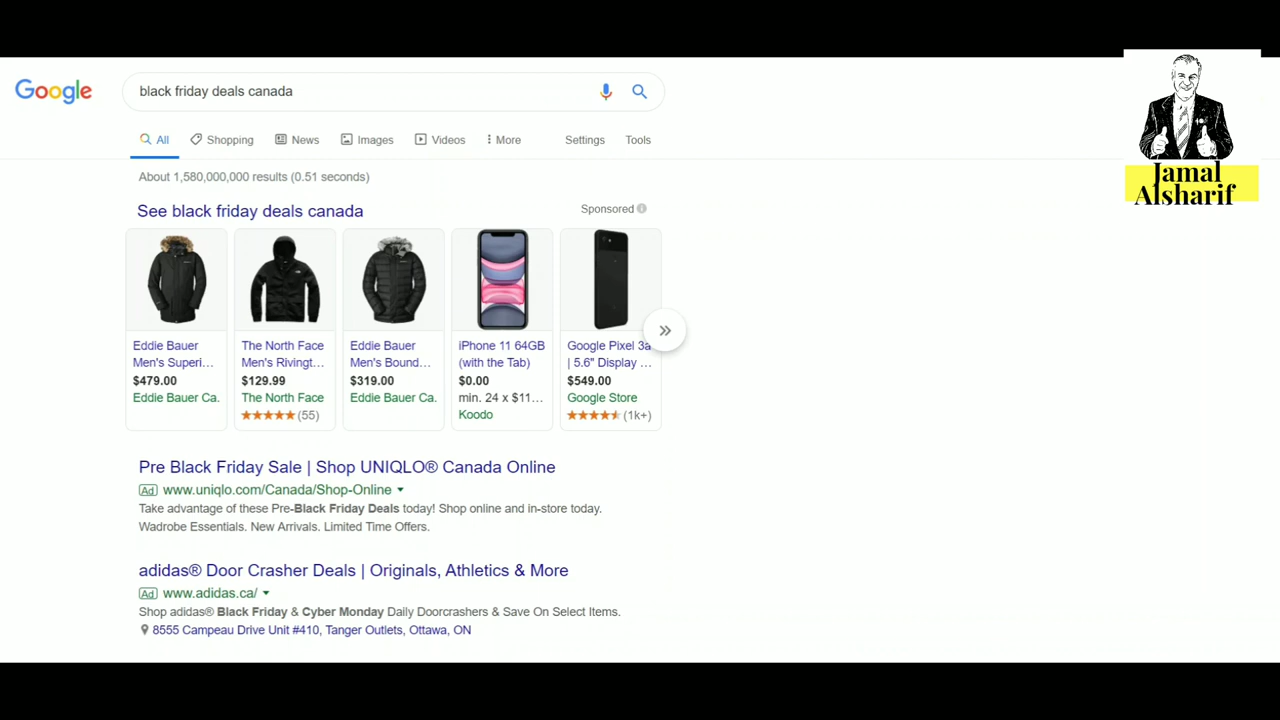 Google
black friday deals canada
All
Shopping
News
Images
Videos
More
Settings
Tools
About 1,580,000,000 results (0.51 seconds)
See black friday deals canada
Sponsored
Eddie Bauer
Men's Superi...
$479.00
Eddie Bauer Ca.
The North Face
Men's Rivingt...
$129.99
The North Face
(55)
Eddie Bauer
Men's Bound...
$319.00
Eddie Bauer Ca.
iPhone 11 64GB
(with the Tab)
$0.00
min. 24 x $11...
Koodo
Google Pixel 3a
| 5.6" Display ...
$549.00
Google Store
(1k+)
Pre Black Friday Sale | Shop UNIQLO® Canada Online
Ad www.uniqlo.com/Canada/Shop-Online
Take advantage of these Pre-Black Friday Deals today! Shop online and in-store today.
Wadrobe Essentials. New Arrivals. Limited Time Offers.
adidas® Door Crasher Deals | Originals, Athletics & More
Ad www.adidas.ca/
Shop adidas® Black Friday & Cyber Monday Daily Doorcrashers & Save On Select Items.
8555 Campeau Drive Unit #410, Tanger Outlets, Ottawa, ON
Jamal
Alsharif